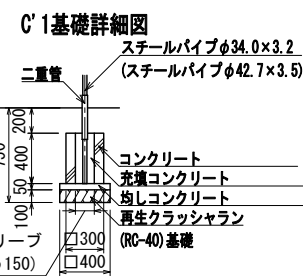 C'1基礎詳細図
スチールパイプφ34.0×3.2
二重管
(スチールパイプφ42.7×3.5)
200
400
50
100
コンクリート
充填コンクリート
均しコンクリート
再生クラッシャラン
(RC-40)基礎
リーブ
□300
150)
□400